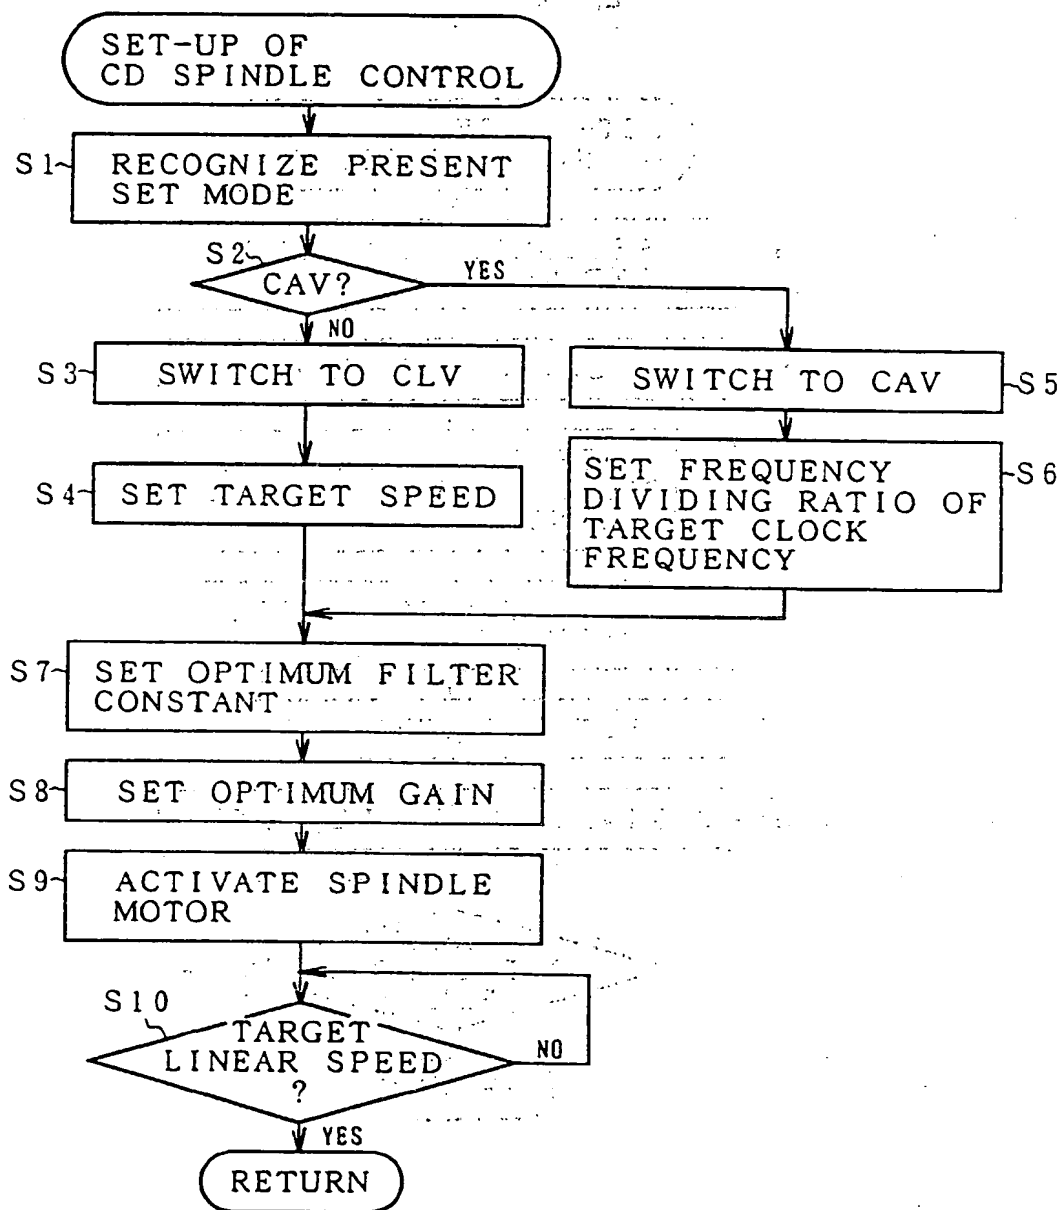 SET-UP OF
CD SPINDLE CONTROL
S1
RECOGNIZE PRESENT
SET MODE
S2
CAV?
YES
NO
S3
SWITCH TO CLV
SWITCH TO CAV
S5
S4
SET TARGET SPEED
SET FREQUENCY
DIVIDING RATIO OF
TARGET CLOCK
FREQUENCY
S6
S7
SET OPTIMUM FILTER
CONSTANT
S8
SET OPTIMUM GAIN
S9
ACTIVATE SPINDLE
MOTOR
S10
TARGET
LINEAR SPEED
?
NO
YES
RETURN